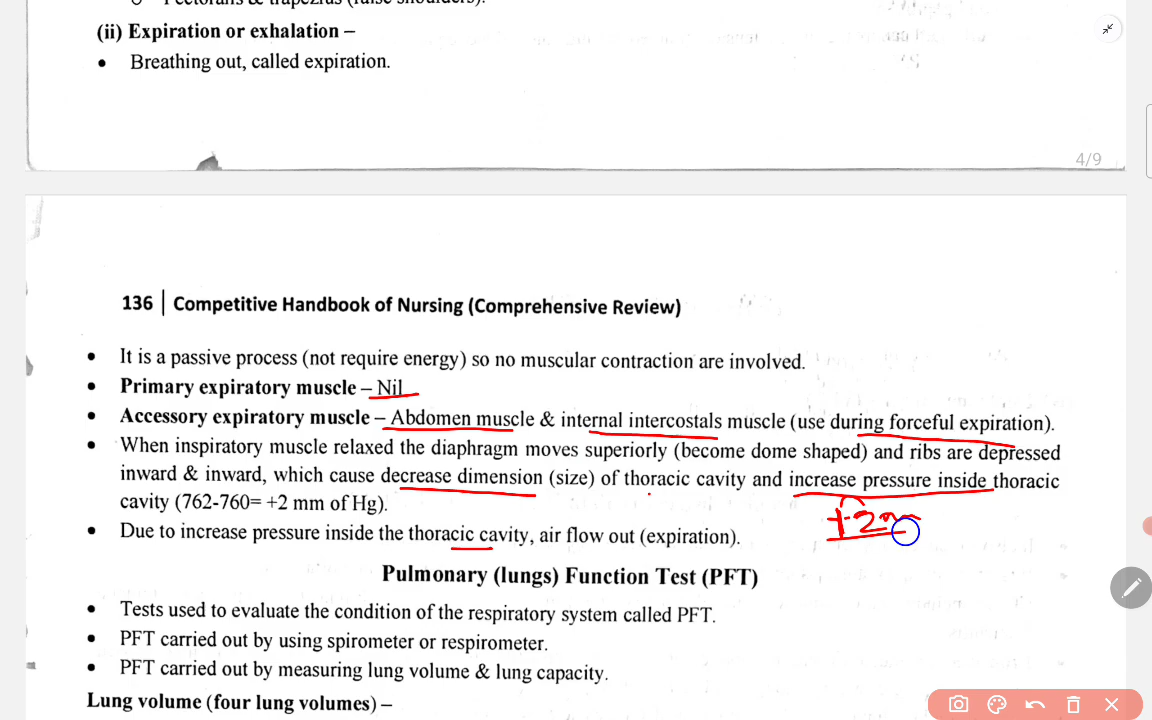 (ii) Expiration or exhalation –
• Breathing out, called expiration.
4/9
136 | Competitive Handbook of Nursing (Comprehensive Review)
• It is a passive process (not require energy) so no muscular contraction are involved.
• Primary expiratory muscle – Nil
• Accessory expiratory muscle – Abdomen muscle & internal intercostals muscle (use during forceful expiration).
• When inspiratory muscle relaxed the diaphragm moves superiorly (become dome shaped) and ribs are depressed
inward & inward, which cause decrease dimension (size) of thoracic cavity and increase pressure inside thoracic
cavity (762-760= +2 mm of Hg).
+2m
• Due to increase pressure inside the thoracic cavity, air flow out (expiration).
Pulmonary (lungs) Function Test (PFT)
• Tests used to evaluate the condition of the respiratory system called PFT.
• PFT carried out by using spirometer or respirometer.
• PFT carried out by measuring lung volume & lung capacity.
Lung volume (four lung volumes) –